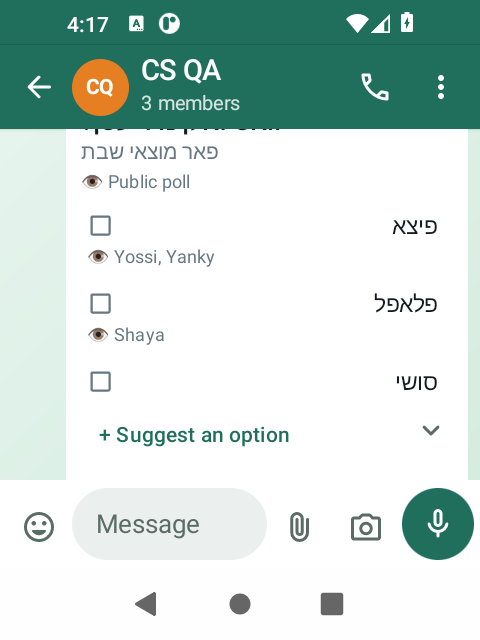 4:17
CQ
CS QA
3 members
פאר מוצאי שבת
Public poll
פיצא
Yossi, Yanky
פלאפל
Shaya
סושי
+ Suggest an option
Message